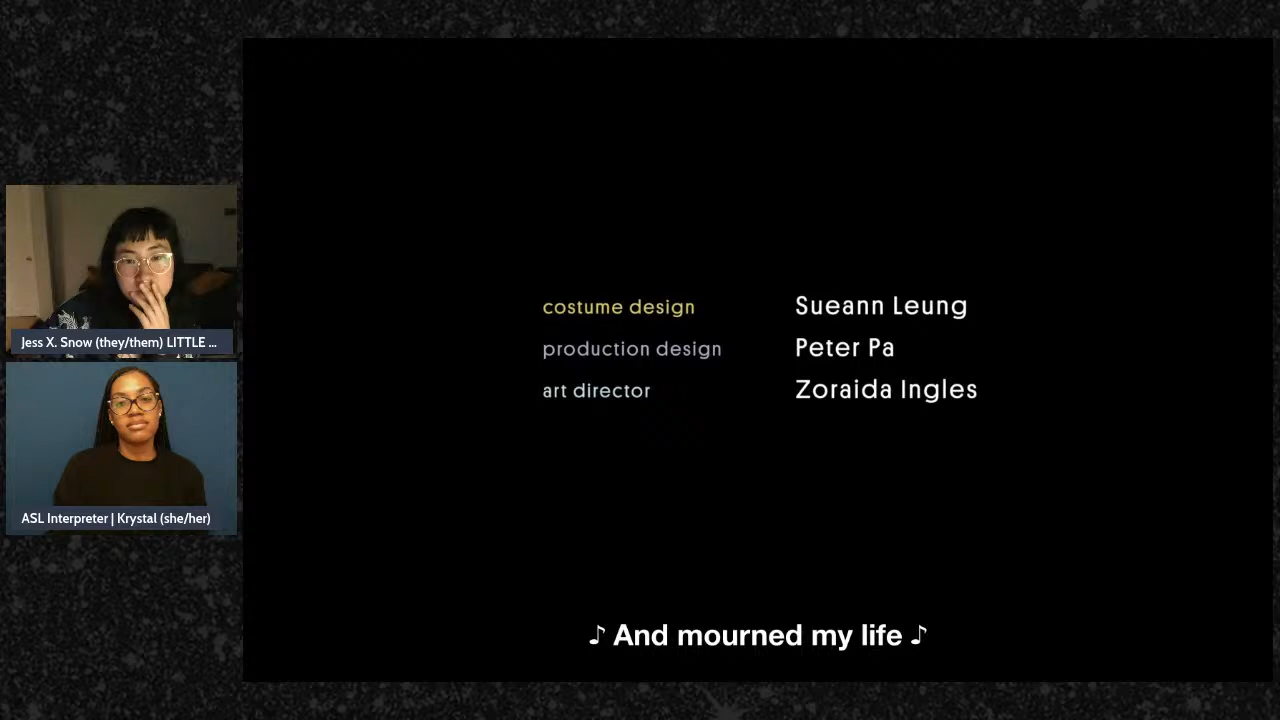 Jess X. Snow (they/them) LITTLE ...
ASL Interpreter | Krystal (she/her)
costume design Sueann Leung
production design Peter Pa
art director Zoraida Ingles
♪ And mourned my life ♪